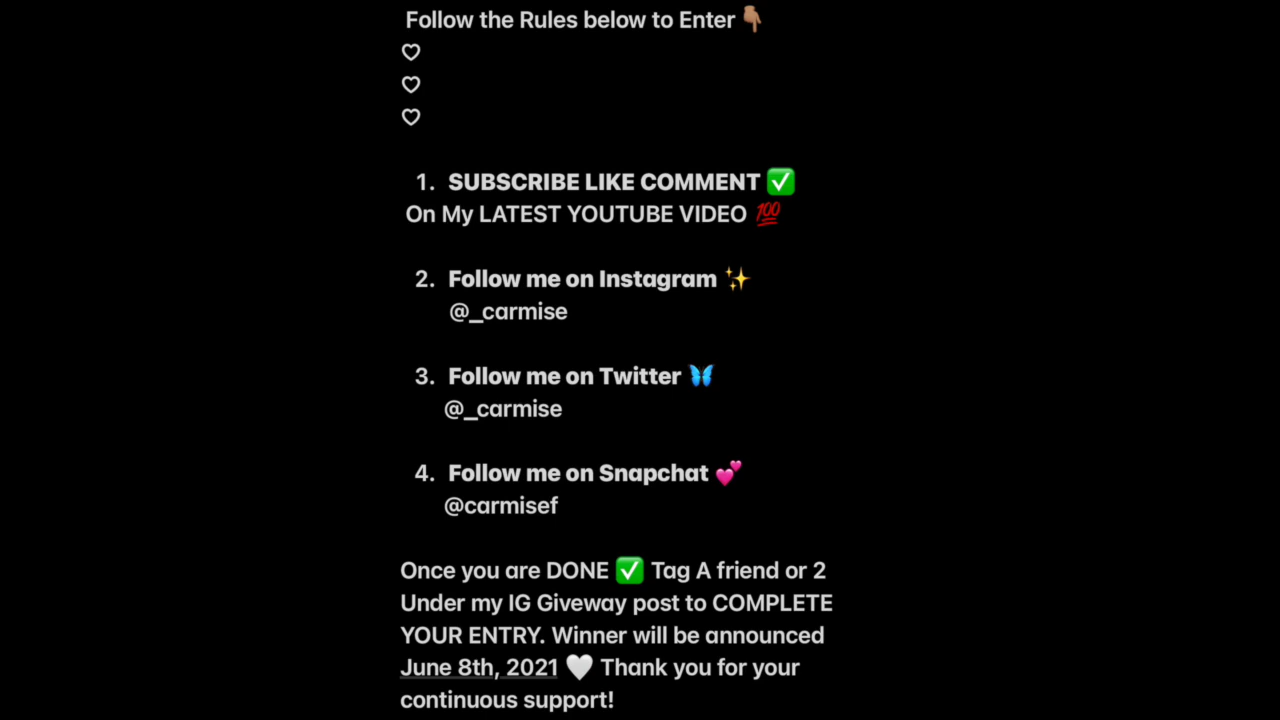 Follow the Rules below to Enter 👇🏽
♡
♡
♡
1. SUBSCRIBE LIKE COMMENT ✅
On My LATEST YOUTUBE VIDEO 💯
2. Follow me on Instagram ✨
@_carmise
3. Follow me on Twitter 🦋
@_carmise
4. Follow me on Snapchat 💕
@carmisef
Once you are DONE ✅ Tag A friend or 2
Under my IG Giveway post to COMPLETE
YOUR ENTRY. Winner will be announced
June 8th, 2021 🤍 Thank you for your
continuous support!